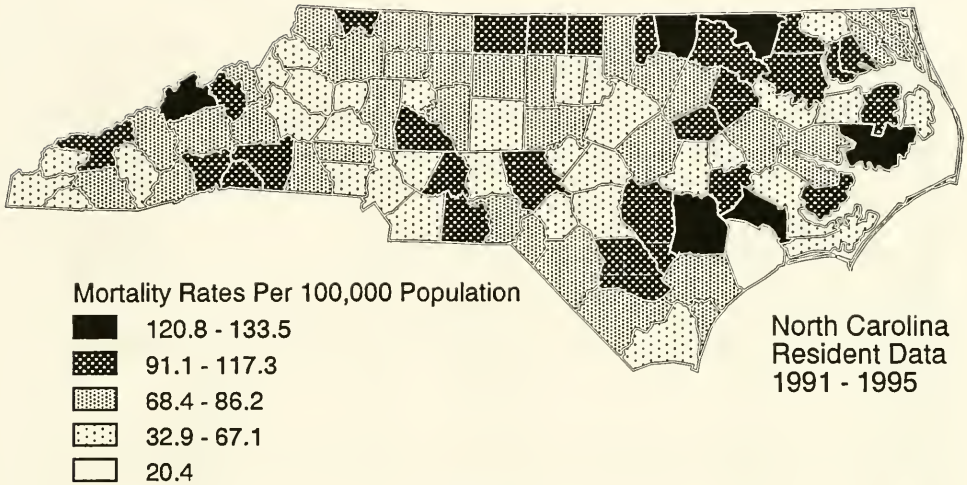 Mortality Rates Per 100,000 Population
120.8 - 133.5
91.1 - 117.3
68.4 - 86.2
32.9 - 67.1
20.4
North Carolina
Resident Data
1991 - 1995